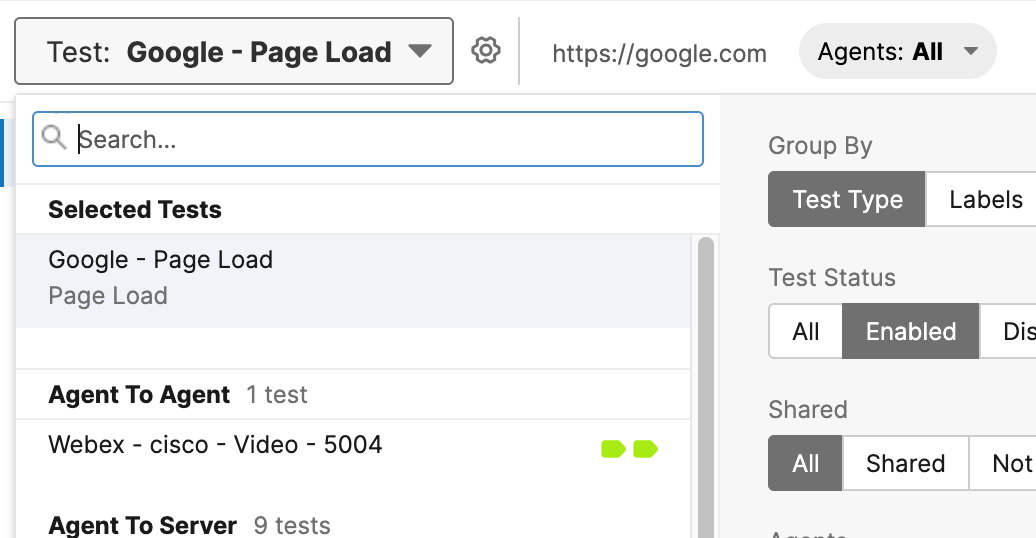 Test: Google - Page Load
https://google.com
Agents: All
Search...
Selected Tests
Google - Page Load
Page Load
Agent To Agent 1 test
Webex - cisco - Video - 5004
Agent To Server 9 tests
Group By
Test Type Labels
Test Status
All Enabled Dis
Shared
All Shared Not